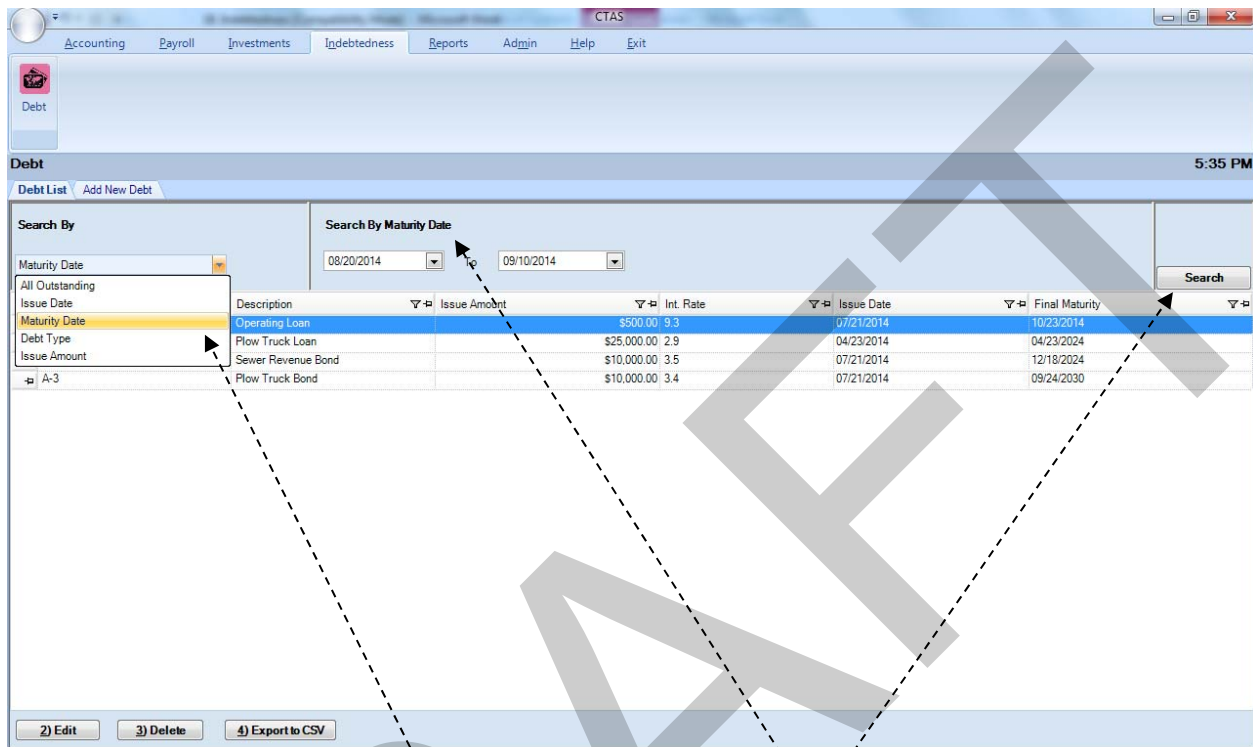 CTAS
Accounting Payroll Investments Indebtedness Reports Admin Help Exit
Debt
Debt 5:35 PM
Debt List Add New Debt
Search By Search By Maturity Date
Maturity Date 08/20/2014 To 09/10/2014
Search
All Outstanding
Issue Date
Maturity Date
Debt Type
Issue Amount
Description Issue Amount Int. Rate Issue Date Final Maturity
Operating Loan $500.00 9.3 07/21/2014 10/23/2014
Plow Truck Loan $25,000.00 2.9 04/23/2014 04/23/2024
Sewer Revenue Bond $10,000.00 3.5 07/21/2014 12/18/2024
A-3 Plow Truck Bond $10,000.00 3.4 07/21/2014 09/24/2030
2) Edit 3) Delete 4) Export to CSV